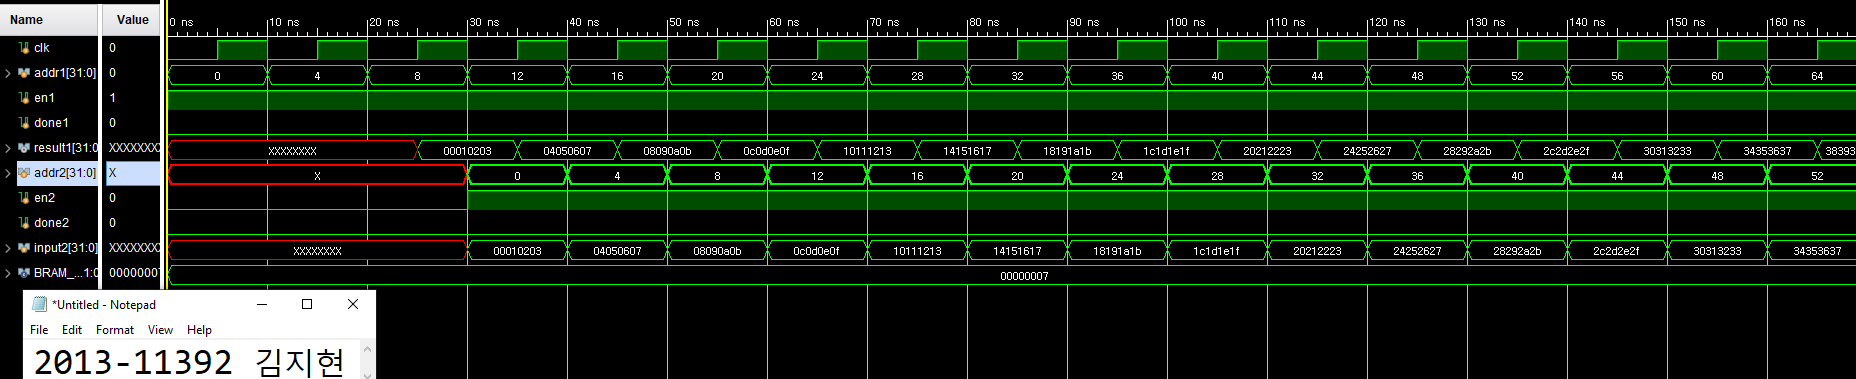 Name Value 0 ns 10 ns 20 ns 30 ns 40 ns 50 ns 60 ns 70 ns 80 ns 90 ns 100 ns 110 ns 120 ns 130 ns 140 ns 150 ns 160 ns
clk 0
addr1[31:0] 0 0 4 8 12 16 20 24 28 32 36 40 44 48 52 56 60 64
en1 1
done1 0
result1[31:0] XXXXXXXX XXXXXXXX 00010203 04050607 08090a0b 0c0d0e0f 10111213 14151617 18191a1b 1c1d1e1f 20212223 24252627 28292a2b 2c2d2e2f 30313233 34353637 38393
addr2[31:0] X X 0 4 8 12 16 20 24 28 32 36 40 44 48 52
en2 0
done2 0
input2[31:0] XXXXXXXX XXXXXXXX 00010203 04050607 08090a0b 0c0d0e0f 10111213 14151617 18191a1b 1c1d1e1f 20212223 24252627 28292a2b 2c2d2e2f 30313233 34353637
BRAM_...1:0 00000007 00000007
*Untitled - Notepad
File Edit Format View Help
2013-11392 김지현